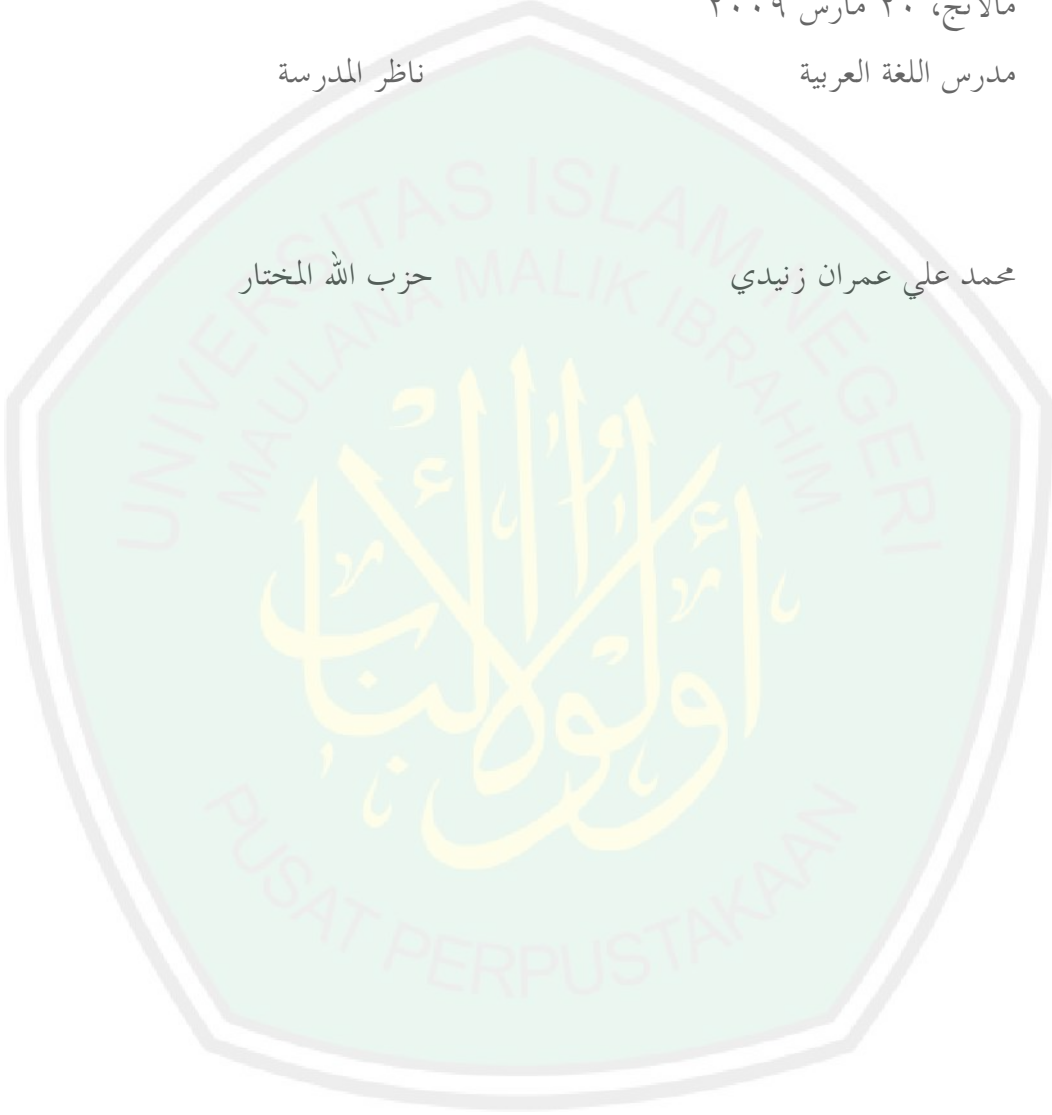 مالانج، ٢٠ مارس ٢٠٠٩
مدرس اللغة العربية ناظر المدرسة
محمد علي عمران زنيدي حزب الله المختار
UNIVERSITAS ISLAM NEGERI
MAULANA MALIK IBRAHIM
أولوا الألباب
PUSAT PERPUSTAKAAN